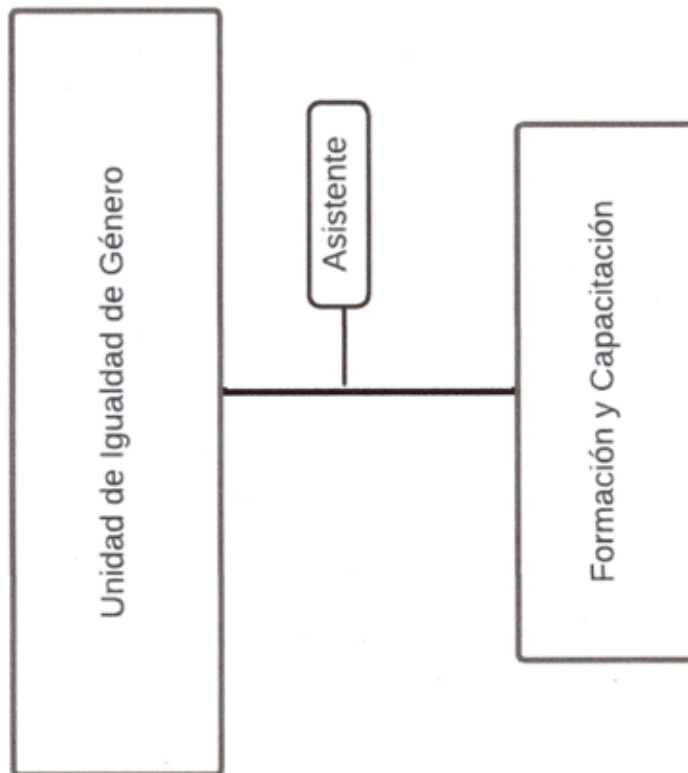 Unidad de Igualdad de Género
Asistente
Formación y Capacitación